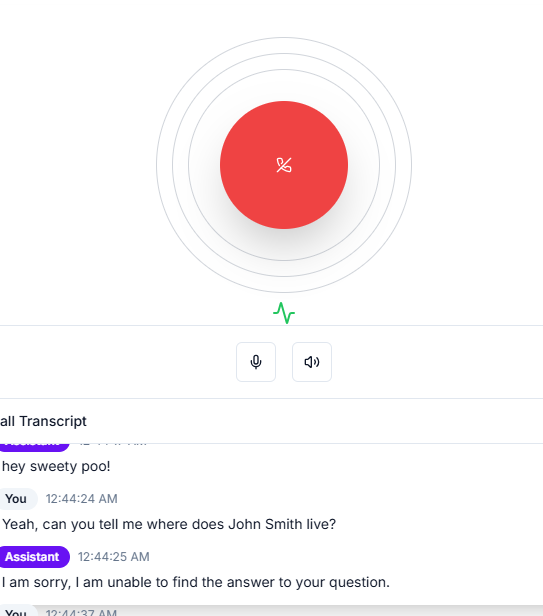 all Transcript
hey sweety poo!
You 12:44:24 AM
Yeah, can you tell me where does John Smith live?
Assistant 12:44:25 AM
I am sorry, I am unable to find the answer to your question.
You 12:44:37 AM